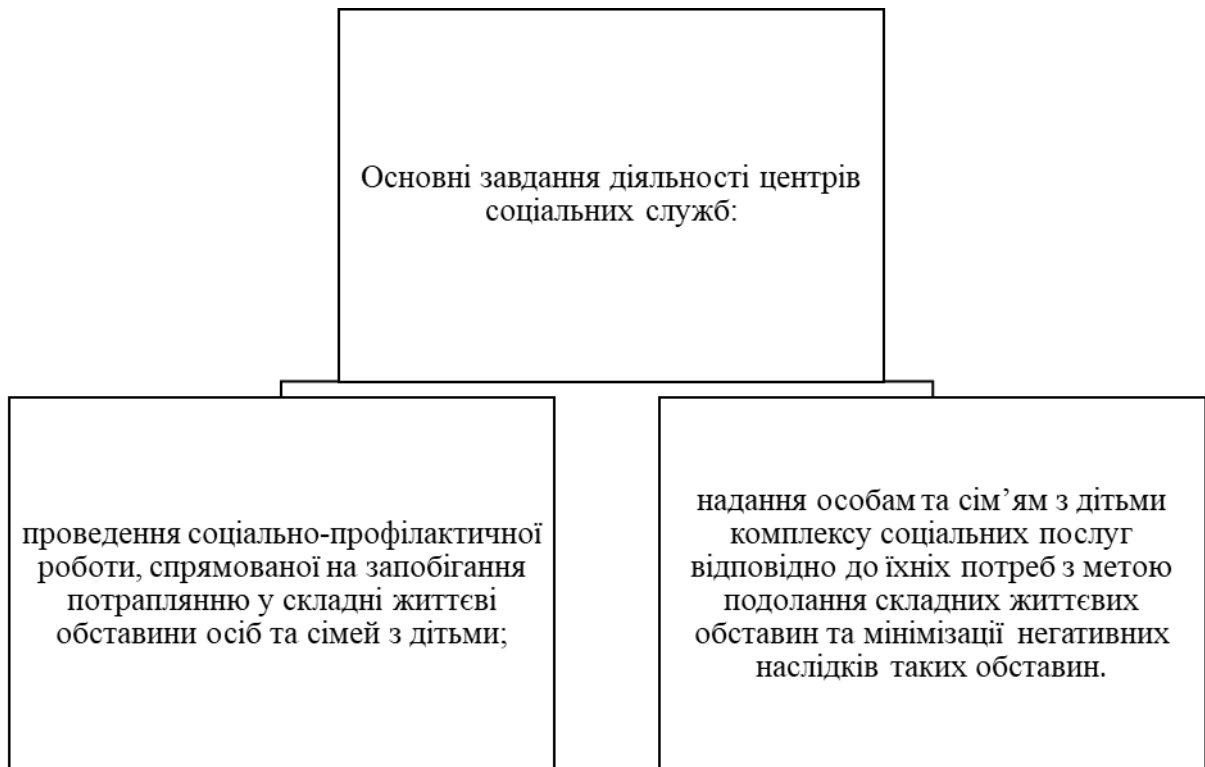 Основні завдання діяльності центрів
соціальних служб:
проведення соціально-профілактичної
роботи, спрямованої на запобігання
потраплянню у складні життєві
обставини осіб та сімей з дітьми;
надання особам та сім’ям з дітьми
комплексу соціальних послуг
відповідно до їхніх потреб з метою
подолання складних життєвих
обставин та мінімізації негативних
наслідків таких обставин.